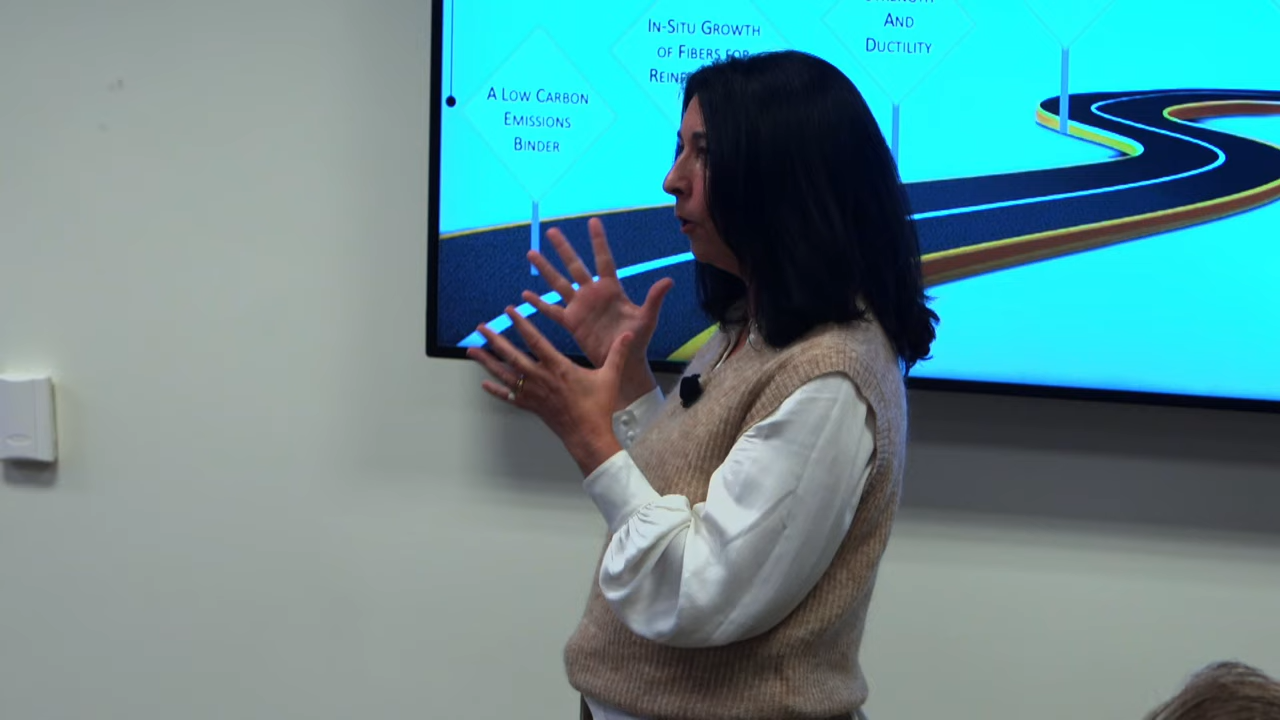 A Low Carbon
Emissions
Binder
In-Situ Growth
of Fibers for
And
Ductility